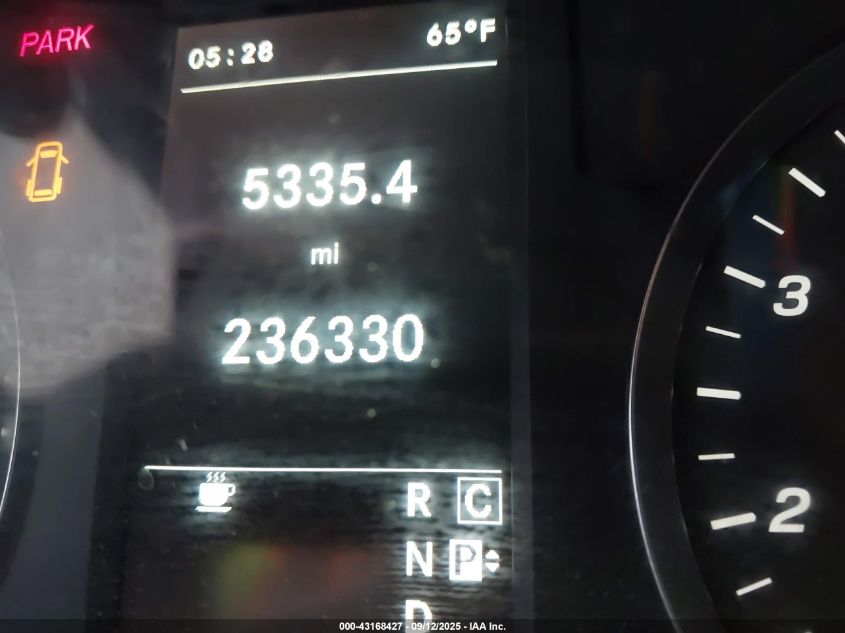 PARK
05:28 65°F
5335.4
mi
236330
3
R C
N P
2
D
000-43168427 - 09/12/2025 - IAA Inc.